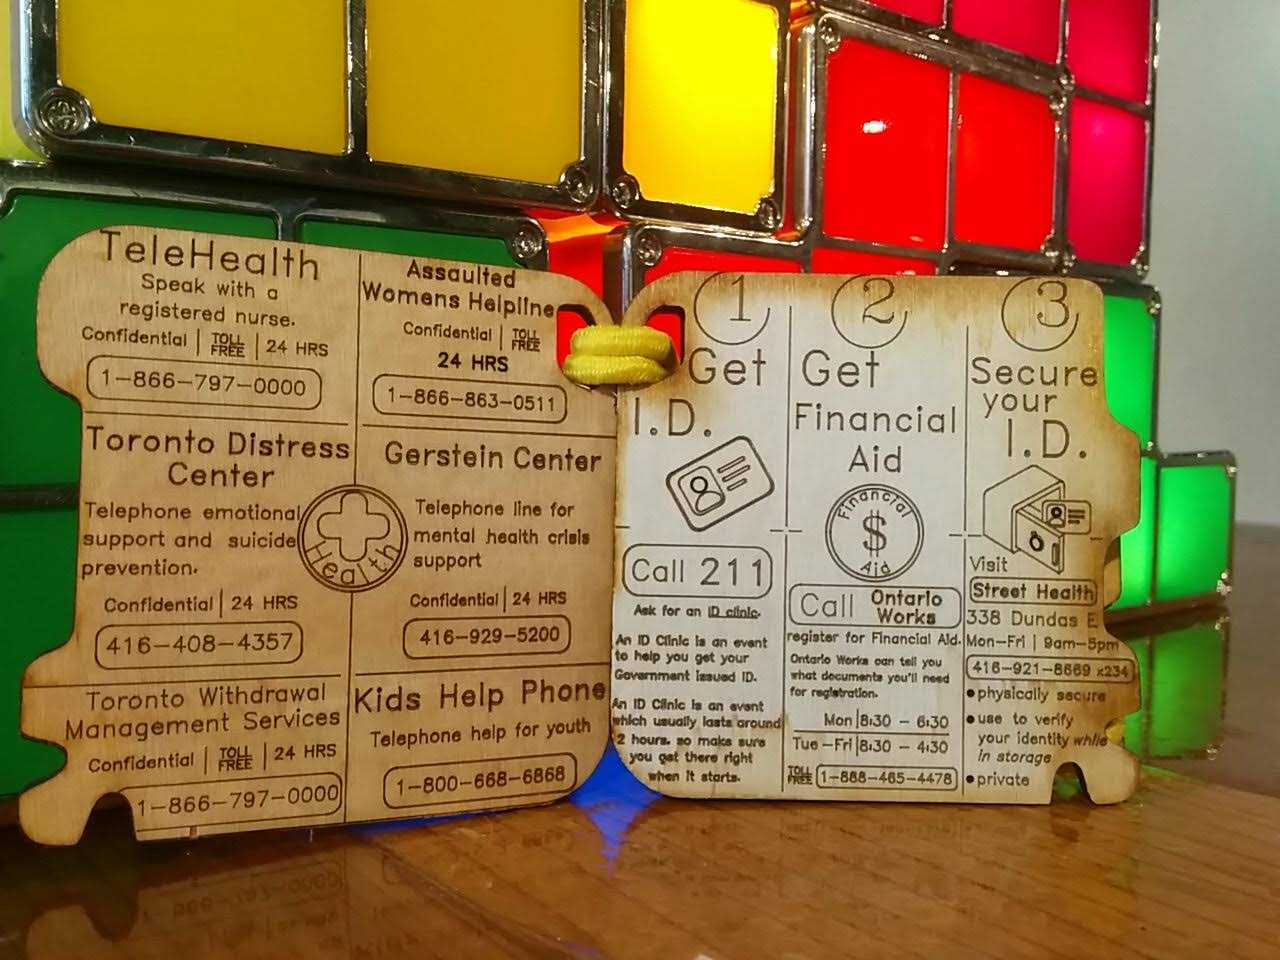 TeleHealth
Speak with a
registered nurse.
Confidential | TOLL FREE | 24 HRS
1-866-797-0000
Assaulted
Womens Helpline
Confidential | TOLL FREE
24 HRS
1-866-863-0511
Toronto Distress
Center
Telephone emotional
support and suicide
prevention.
Confidential | 24 HRS
416-408-4357
Health
Gerstein Center
Telephone line for
mental health crisis
support
Confidential | 24 HRS
416-929-5200
Toronto Withdrawal
Management Services
Confidential | TOLL FREE | 24 HRS
1-866-797-0000
Kids Help Phone
Telephone help for youth
1-800-668-6868
1
Get
I.D.
Call 211
Ask for an ID clinic.
An ID Clinic is an event
to help you get your
Government issued ID.
An ID Clinic is an event
which usually lasts around
2 hours, so make sure
you get there right
when it starts.
2
Get
Financial
Aid
Financial
$
Aid
Call Ontario Works
register for Financial Aid.
Ontario Works can tell you
what documents you'll need
for registration.
Mon | 8:30 - 6:30
Tue-Fri | 8:30 - 4:30
TOLL FREE 1-888-465-4478
3
Secure
your
I.D.
Visit
Street Health
338 Dundas E
Mon-Fri | 9am-5pm
416-921-8669 x234
• physically secure
• use to verify
your identity while
in storage
• private